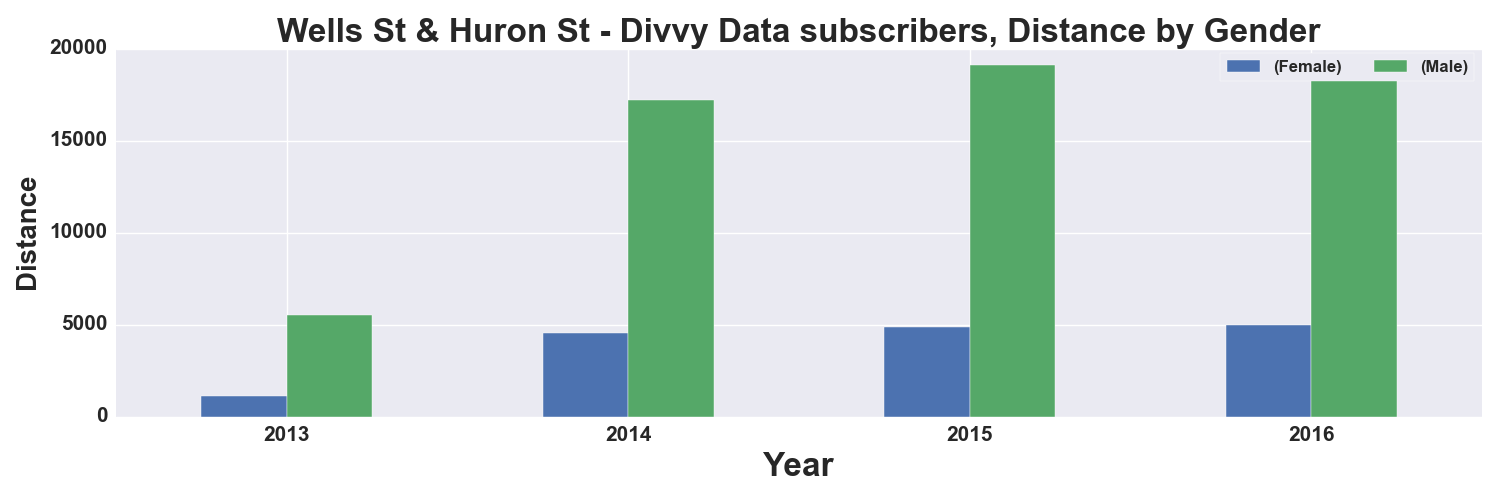 Wells St & Huron St - Divvy Data subscribers, Distance by Gender
(Female) (Male)
Distance
20000
15000
10000
5000
0
2013 2014 2015 2016
Year